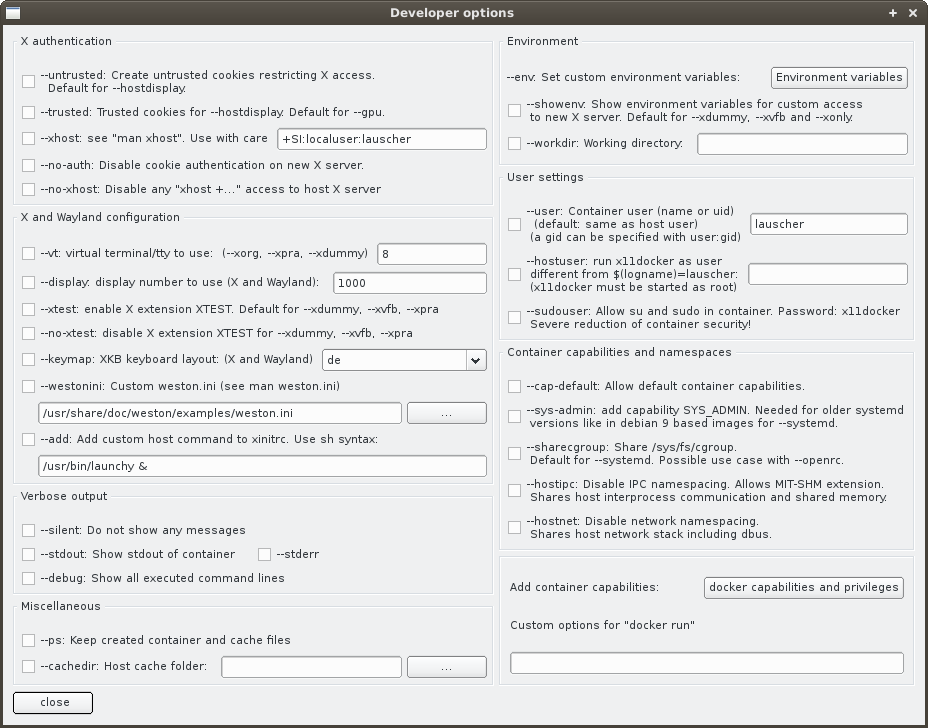 Developer options
X authentication
--untrusted: Create untrusted cookies restricting X access.
Default for --hostdisplay.
--trusted: Trusted cookies for --hostdisplay. Default for --gpu.
--xhost: see "man xhost". Use with care
+SI:localuser:lauscher
--no-auth: Disable cookie authentication on new X server.
--no-xhost: Disable any "xhost +..." access to host X server
X and Wayland configuration
--vt: virtual terminal/tty to use: (--xorg, --xpra, --xdummy)
8
--display: display number to use (X and Wayland):
1000
--xtest: enable X extension XTEST. Default for --xdummy, --xvfb, --xpra
--no-xtest: disable X extension XTEST for --xdummy, --xvfb, --xpra
--keymap: XKB keyboard layout: (X and Wayland)
de
--westonini: Custom weston.ini (see man weston.ini)
/usr/share/doc/weston/examples/weston.ini
...
--add: Add custom host command to xinitrc. Use sh syntax:
/usr/bin/launchy &
Verbose output
--silent: Do not show any messages
--stdout: Show stdout of container
--stderr
--debug: Show all executed command lines
Miscellaneous
--ps: Keep created container and cache files
--cachedir: Host cache folder:
...
close
Environment
--env: Set custom environment variables:
Environment variables
--showenv: Show environment variables for custom access
to new X server. Default for --xdummy, --xvfb and --xonly.
--workdir: Working directory:
User settings
--user: Container user (name or uid)
(default: same as host user)
(a gid can be specified with user:gid)
lauscher
--hostuser: run x11docker as user
different from $(logname)=lauscher:
(x11docker must be started as root)
--sudouser: Allow su and sudo in container. Password: x11docker
Severe reduction of container security!
Container capabilities and namespaces
--cap-default: Allow default container capabilities.
--sys-admin: add capability SYS_ADMIN. Needed for older systemd
versions like in debian 9 based images for --systemd.
--sharecgroup: Share /sys/fs/cgroup.
Default for --systemd. Possible use case with --openrc.
--hostipc: Disable IPC namespacing. Allows MIT-SHM extension.
Shares host interprocess communication and shared memory.
--hostnet: Disable network namespacing.
Shares host network stack including dbus.
Add container capabilities:
docker capabilities and privileges
Custom options for "docker run"